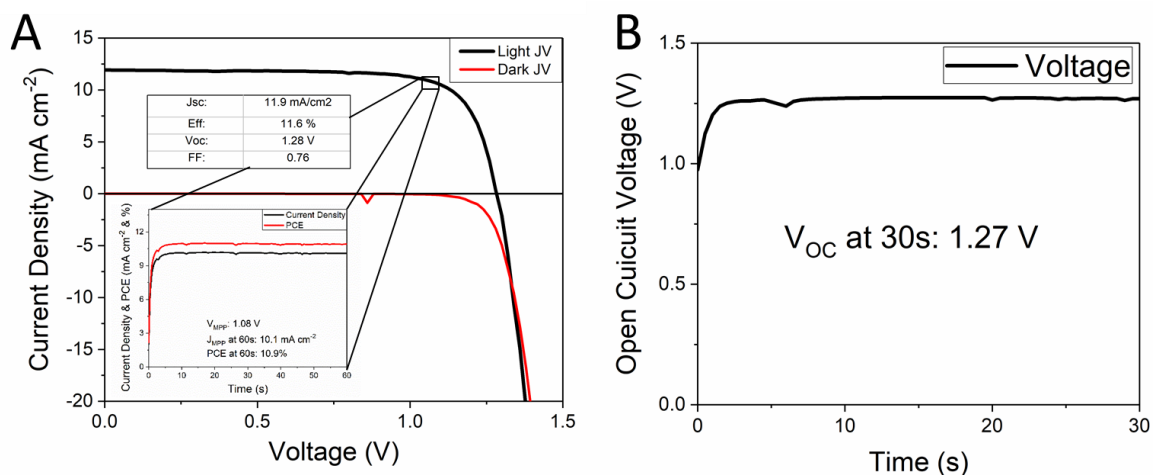 A
Current Density (mA cm⁻²)
15
10
5
0
-5
-10
-15
-20
0.0
0.5
1.0
1.5
Voltage (V)
Light JV
Dark JV
Jsc: 11.9 mA/cm2
Eff: 11.6 %
Voc: 1.28 V
FF: 0.76
Current Density & PCE (mA cm⁻² & %)
12
9
6
3
0
Current Density
PCE
V_MPP: 1.08 V
J_MPP at 60s: 10.1 mA cm⁻²
PCE at 60s: 10.9%
0
10
20
30
40
50
60
Time (s)
B
Open Cuicuit Voltage (V)
1.5
1.0
0.5
0.0
Voltage
V_OC at 30s: 1.27 V
0
10
20
30
Time (s)